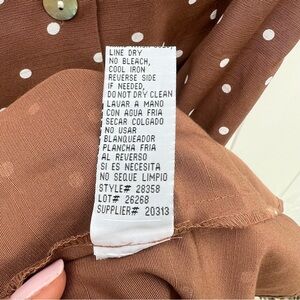 LINE DRY
NO BLEACH,
COOL IRON
REVERSE SIDE
IF NEEDED,
DO NOT DRY CLEAN
LAVAR A MANO
CON AGUA FRIA
SECAR COLGADO
NO USAR
BLANQUEADOR
PLANCHA FRIA
AL REVERSO
SI ES NECESITA
NO SEQUE LIMPIO
STYLE# 28358
LOT# 26268
SUPPLIER# 20313